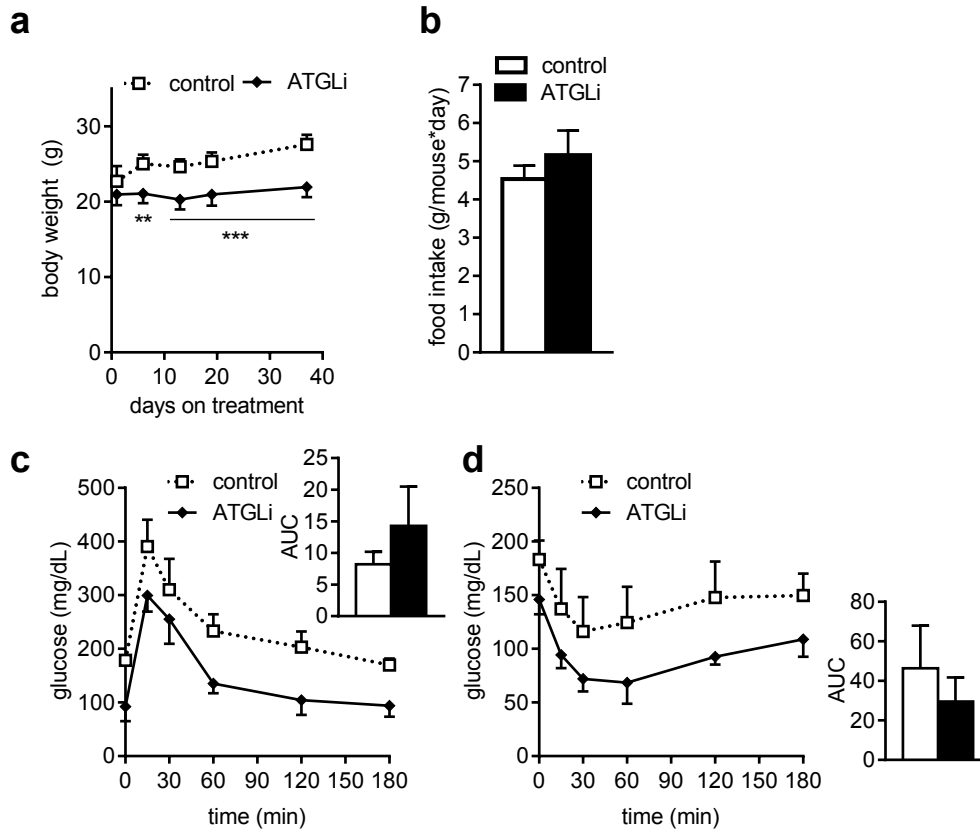 a
control ATGLi
30
20
10
0
body weight (g)
** ***
0 10 20 30 40
days on treatment
b
control
ATGLi
7
6
5
4
3
2
1
0
food intake (g/mouse*day)
c
control
ATGLi
500
400
300
200
100
0
glucose (mg/dL)
0 30 60 90 120 150 180
time (min)
25
20
15
10
5
0
AUC
d
control
ATGLi
250
200
150
100
50
0
glucose (mg/dL)
0 30 60 90 120 150 180
time (min)
80
60
40
20
0
AUC